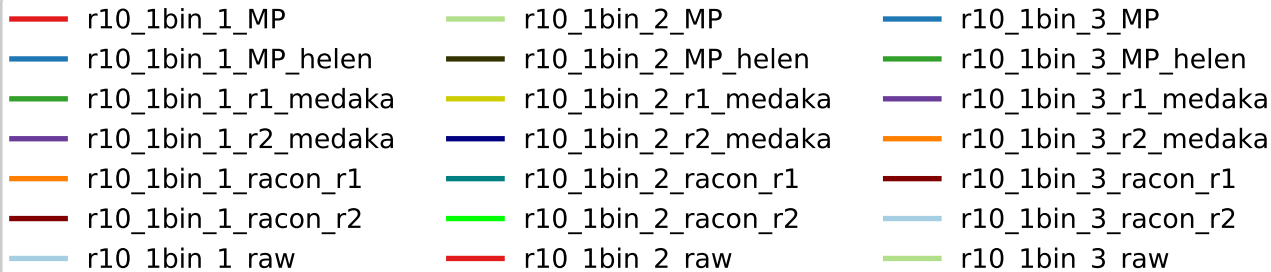 r10_1bin_1_MP
r10_1bin_1_MP_helen
r10_1bin_1_r1_medaka
r10_1bin_1_r2_medaka
r10_1bin_1_racon_r1
r10_1bin_1_racon_r2
r10_1bin_1_raw
r10_1bin_2_MP
r10_1bin_2_MP_helen
r10_1bin_2_r1_medaka
r10_1bin_2_r2_medaka
r10_1bin_2_racon_r1
r10_1bin_2_racon_r2
r10_1bin_2_raw
r10_1bin_3_MP
r10_1bin_3_MP_helen
r10_1bin_3_r1_medaka
r10_1bin_3_r2_medaka
r10_1bin_3_racon_r1
r10_1bin_3_racon_r2
r10_1bin_3_raw